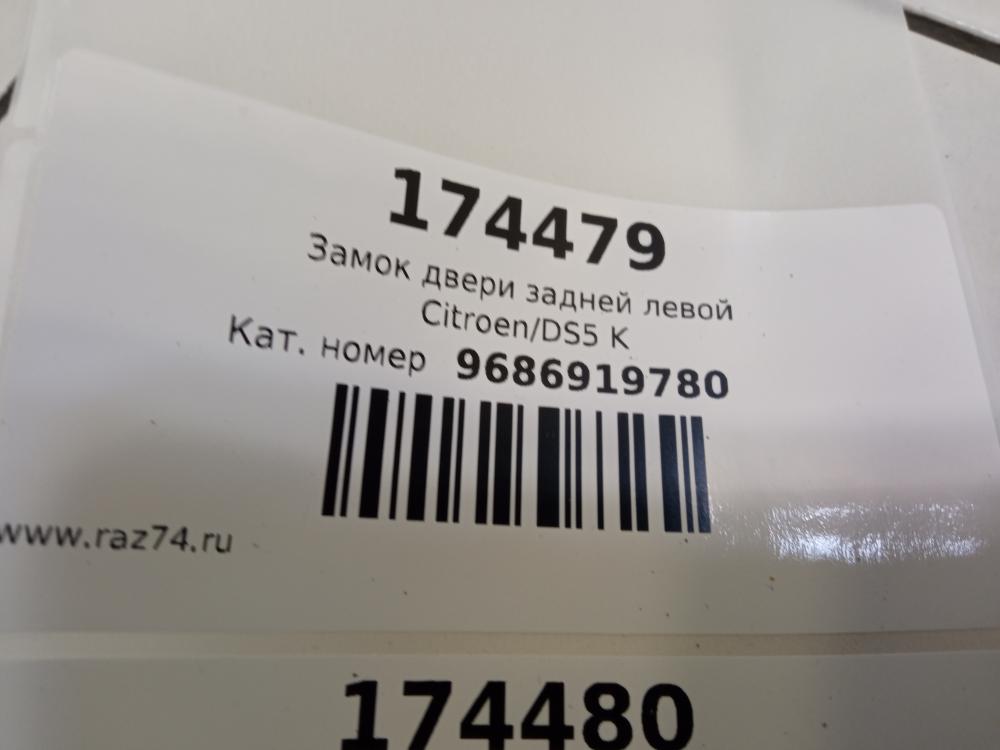 174479
Замок двери задней левой
Citroen/DS5 K
Кат. номер 9686919780
www.raz74.ru
174480